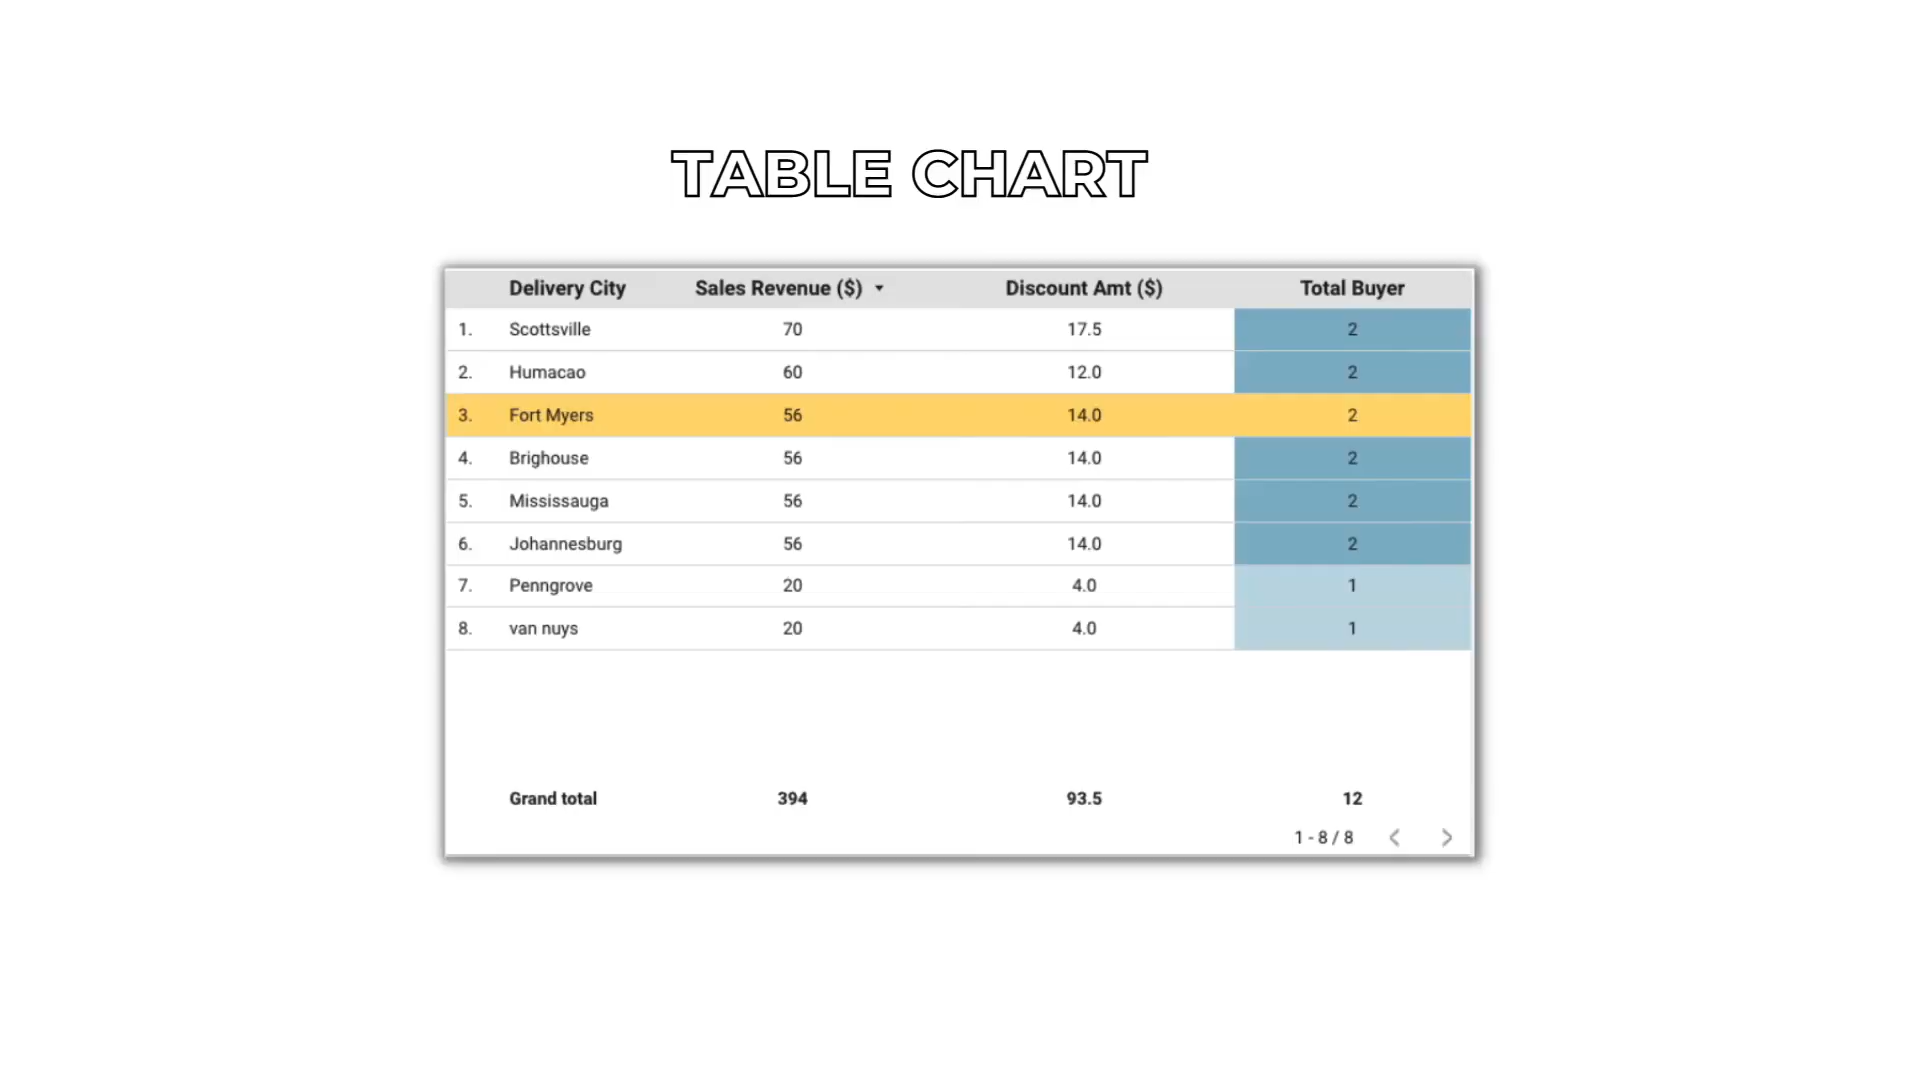 TABLE CHART
Delivery City Sales Revenue ($) Discount Amt ($) Total Buyer
1. Scottsville 70 17.5 2
2. Humacao 60 12.0 2
3. Fort Myers 56 14.0 2
4. Brighouse 56 14.0 2
5. Mississauga 56 14.0 2
6. Johannesburg 56 14.0 2
7. Penngrove 20 4.0 1
8. van nuys 20 4.0 1
Grand total 394 93.5 12
1 - 8 / 8